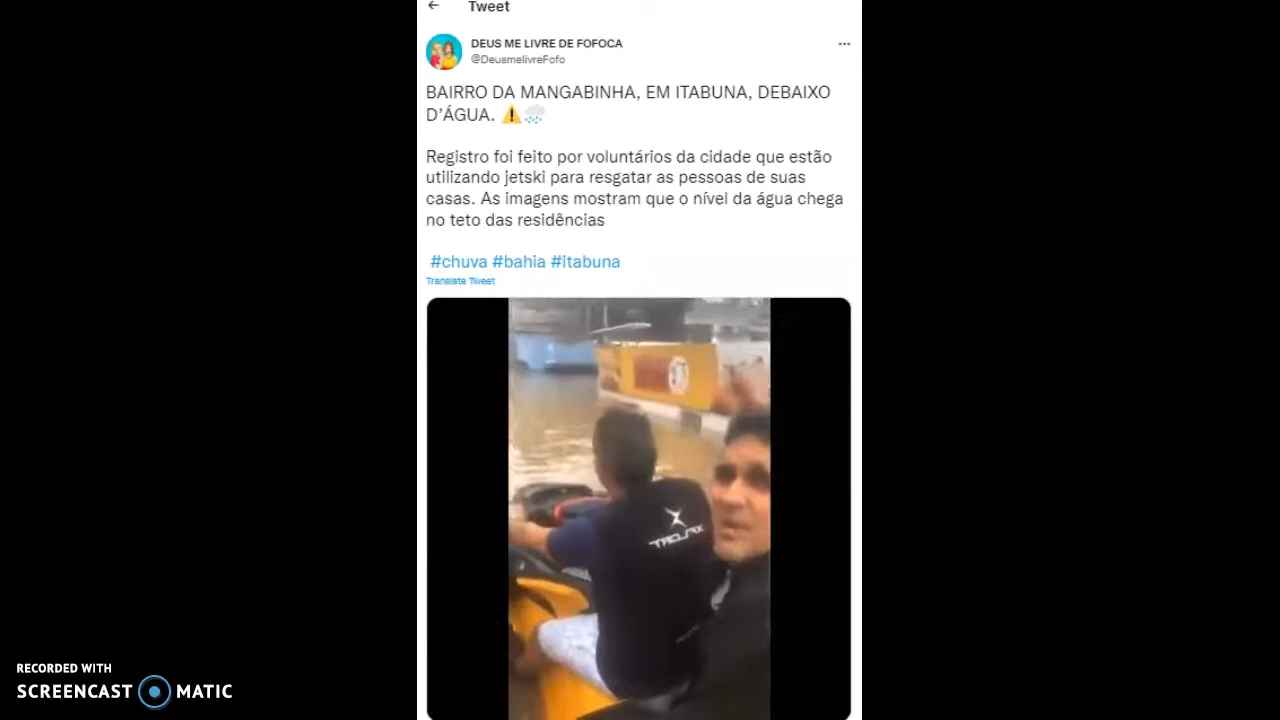 Tweet
DEUS ME LIVRE DE FOFOCA
@DeusmelivreFofo
BAIRRO DA MANGABINHA, EM ITABUNA, DEBAIXO
D'ÁGUA. ⚠️🌧️
Registro foi feito por voluntários da cidade que estão
utilizando jetski para resgatar as pessoas de suas
casas. As imagens mostram que o nível da água chega
no teto das residências
#chuva #bahia #itabuna
Translate Tweet
RECORDED WITH
SCREENCAST MATIC